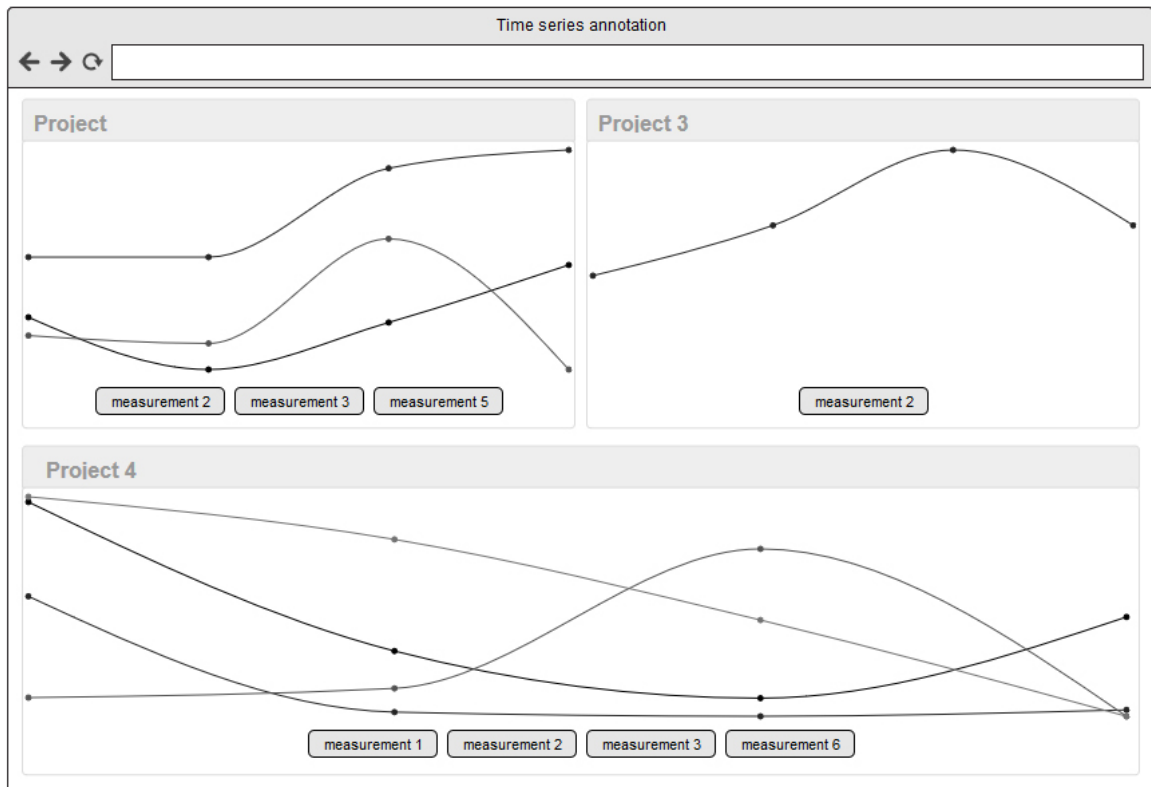 Time series annotation
Project
Project 3
measurement 2 measurement 3 measurement 5
measurement 2
Project 4
measurement 1 measurement 2 measurement 3 measurement 6